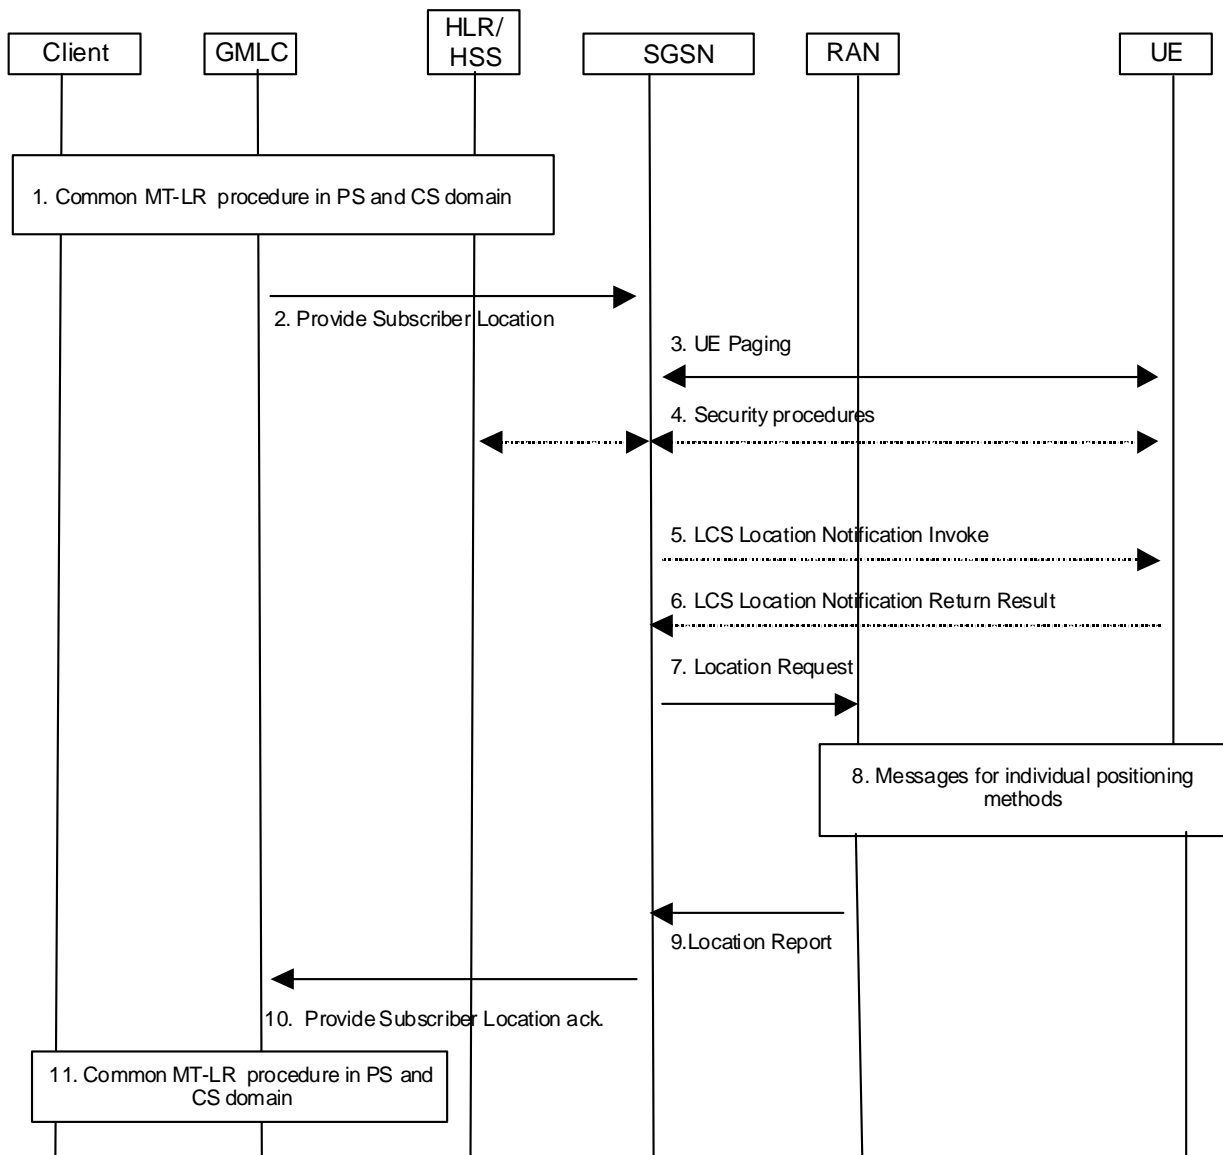 Client
GMLC
HLR/
HSS
SGSN
RAN
UE
1. Common MT-LR procedure in PS and CS domain
2. Provide Subscriber Location
3. UE Paging
4. Security procedures
5. LCS Location Notification Invoke
6. LCS Location Notification Return Result
7. Location Request
8. Messages for individual positioning
methods
9.Location Report
10. Provide Subscriber Location ack.
11. Common MT-LR procedure in PS and
CS domain